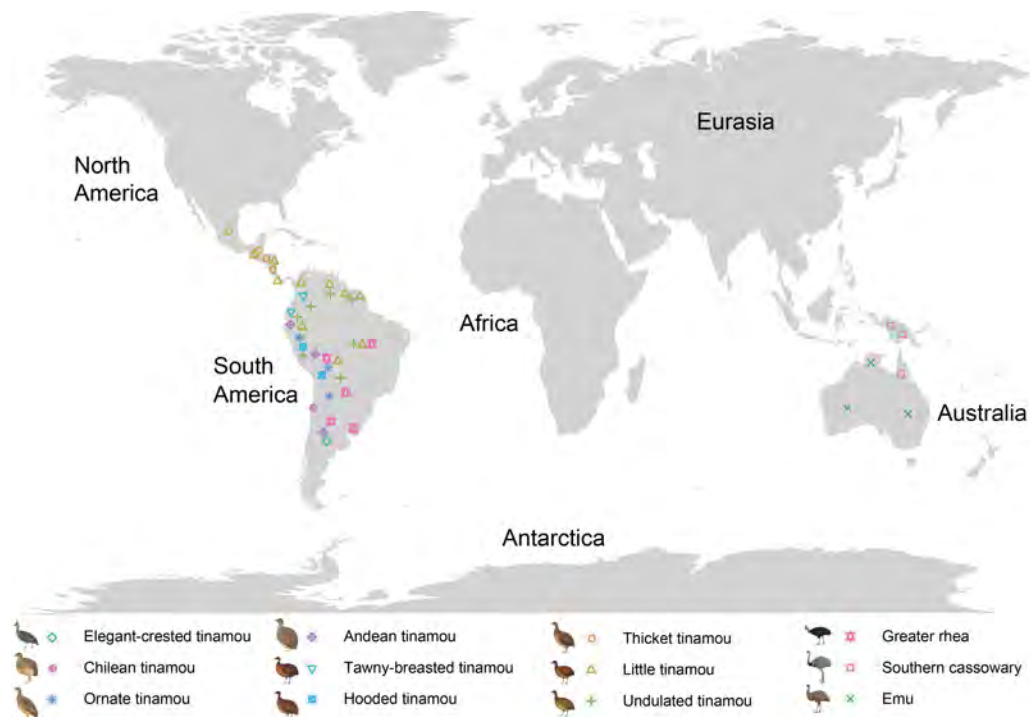 Eurasia
North
America
Africa
South
America
Australia
Antarctica
Elegant-crested tinamou
Andean tinamou
Thicket tinamou
Greater rhea
Chilean tinamou
Tawny-breasted tinamou
Little tinamou
Southern cassowary
Ornate tinamou
Hooded tinamou
Undulated tinamou
Emu